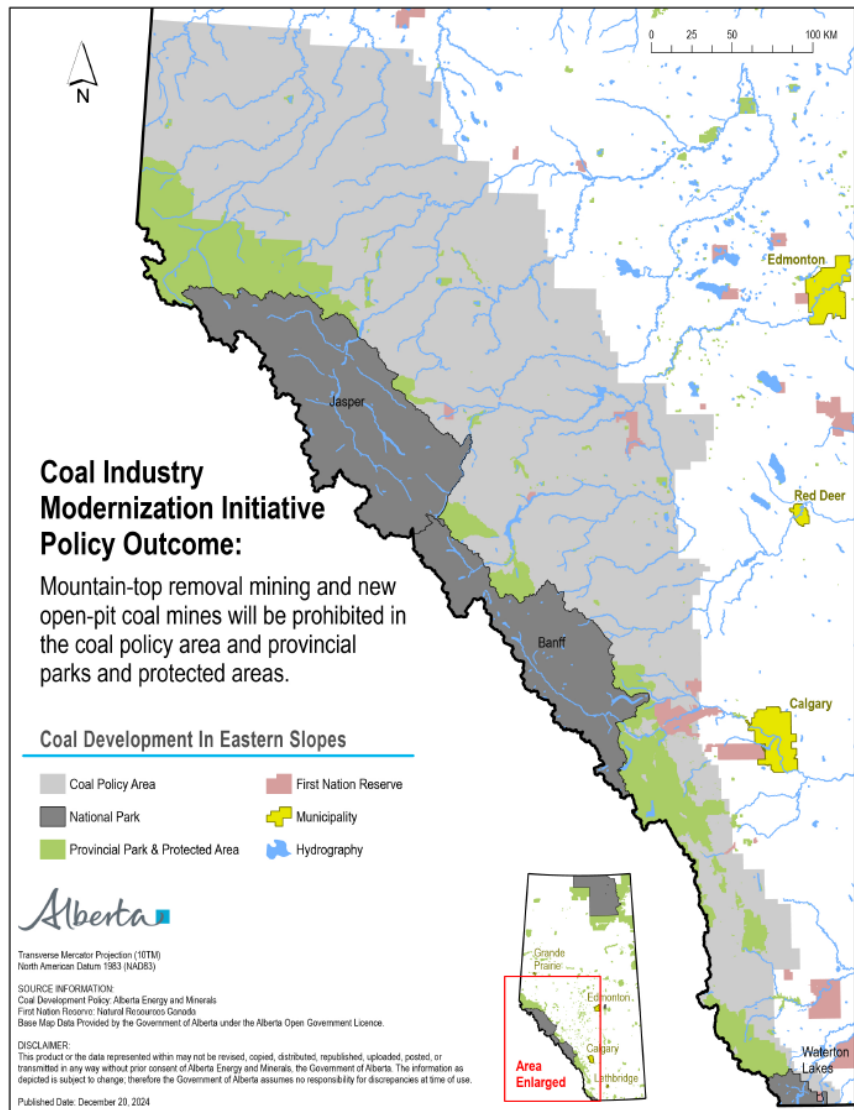 0 25 50 100 KM
N
Edmonton
Jasper
Red Deer
Coal Industry
Modernization Initiative
Policy Outcome:
Mountain-top removal mining and new
open-pit coal mines will be prohibited in
the coal policy area and provincial
parks and protected areas.
Banff
Calgary
Coal Development In Eastern Slopes
Coal Policy Area
First Nation Reserve
National Park
Municipality
Provincial Park & Protected Area
Hydrography
Alberta
Transverse Mercator Projection (10TM)
North American Datum 1983 (NAD83)
SOURCE INFORMATION:
Coal Development Policy: Alberta Energy and Minerals
First Nation Reserve: Natural Resources Canada
Base Map Data Provided by the Government of Alberta under the Alberta Open Government Licence.
DISCLAIMER:
This product or the data represented within may not be revised, copied, distributed, republished, uploaded, posted, or
transmitted in any way without prior consent of Alberta Energy and Minerals, the Government of Alberta. The information as
depicted is subject to change; therefore the Government of Alberta assumes no responsibility for discrepancies at time of use.
Published Date: December 20, 2024
Grande
Prairie
Edmonton
Calgary
Lethbridge
Area
Enlarged
Waterton
Lakes